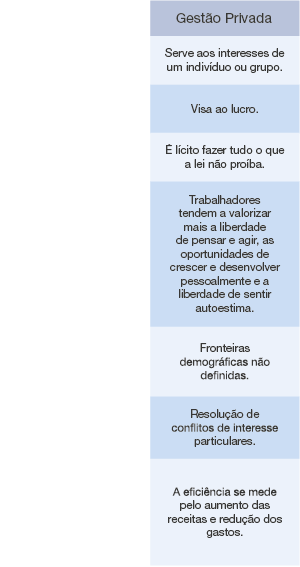 Gestão Privada
Serve aos interesses de
um indivíduo ou grupo.
Visa ao lucro.
É lícito fazer tudo o que
a lei não proíba.
Trabalhadores
tendem a valorizar
mais a liberdade
de pensar e agir, as
oportunidades de
crescer e desenvolver
pessoalmente e a
liberdade de sentir
autoestima.
Fronteiras
demográficas não
definidas.
Resolução de
conflitos de interesse
particulares.
A eficiência se mede
pelo aumento das
receitas e redução dos
gastos.